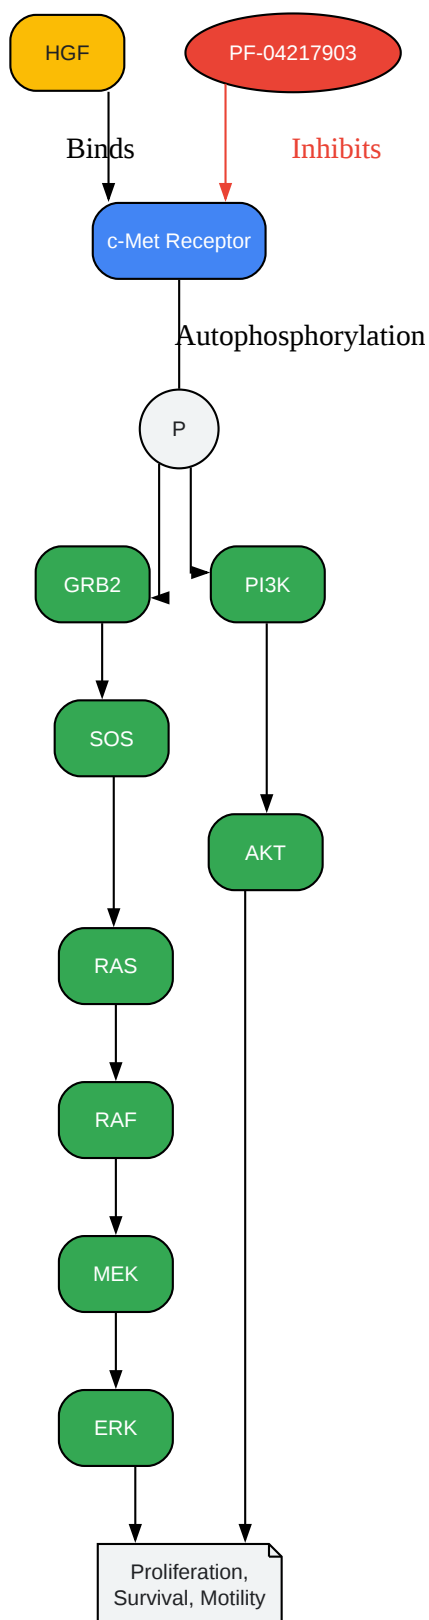 HGF
PF-04217903
Binds
Inhibits
c-Met Receptor
Autophosphorylation
P
GRB2
PI3K
SOS
AKT
RAS
RAF
MEK
ERK
Proliferation,
Survival, Motility